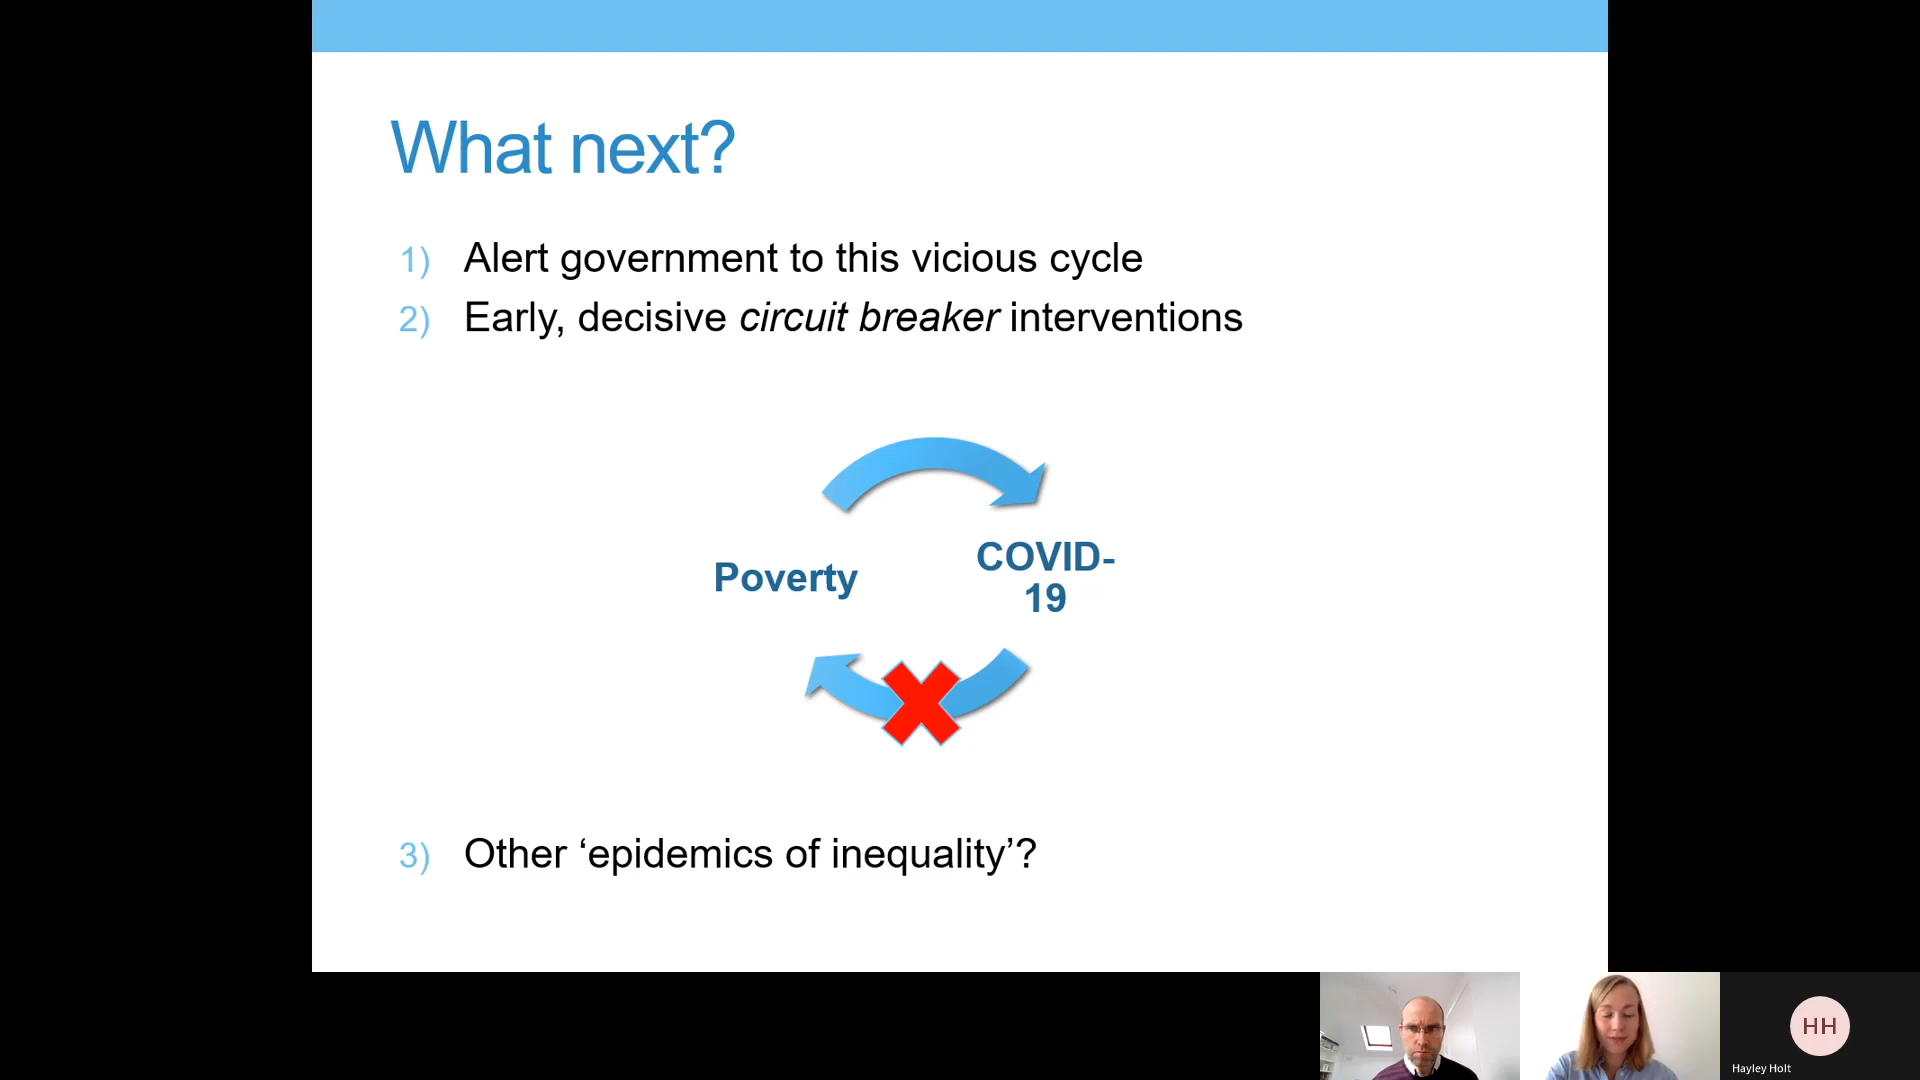 What next?
1) Alert government to this vicious cycle
2) Early, decisive circuit breaker interventions
Poverty
COVID-
19
3) Other ‘epidemics of inequality’?
HH
Hayley Holt